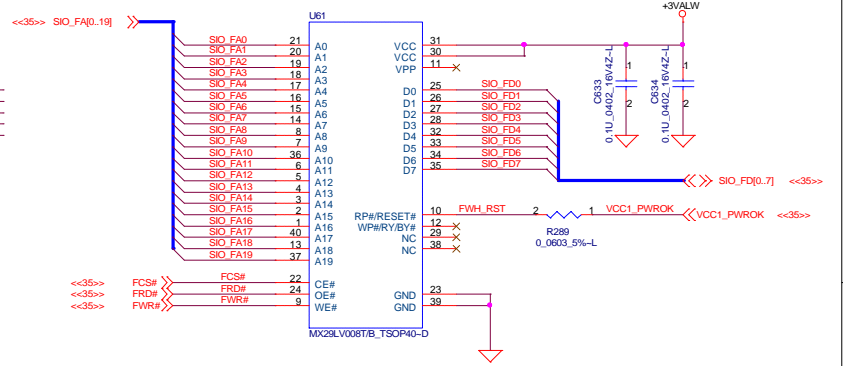 U61
+3VALW
<<35>> SIO_FA[0..19]
SIO_FA0 21 A0
SIO_FA1 20 A1
SIO_FA2 19 A2
SIO_FA3 18 A3
SIO_FA4 17 A4
SIO_FA5 16 A5
SIO_FA6 15 A6
SIO_FA7 14 A7
SIO_FA8 8 A8
SIO_FA9 7 A9
SIO_FA10 36 A10
SIO_FA11 6 A11
SIO_FA12 5 A12
SIO_FA13 4 A13
SIO_FA14 3 A14
SIO_FA15 2 A15
SIO_FA16 1 A16
SIO_FA17 40 A17
SIO_FA18 13 A18
SIO_FA19 37 A19
<<35>> FCS# FCS# 22 CE#
<<35>> FRD# FRD# 24 OE#
<<35>> FWR# FWR# 9 WE#
VCC 31
VCC 30
VPP 11
D0 25 SIO_FD0
D1 26 SIO_FD1
D2 27 SIO_FD2
D3 28 SIO_FD3
D4 32 SIO_FD4
D5 33 SIO_FD5
D6 34 SIO_FD6
D7 35 SIO_FD7
SIO_FD[0..7] <<35>>
RP#/RESET# 10 FWH_RST 2 1 VCC1_PWROK VCC1_PWROK <<35>>
R289
0_0603_5%~L
WP#/RY/BY# 12
NC 29
NC 38
GND 23
GND 39
MX29LV008T/B_TSOP40~D
C633
0.1U_0402_16V4Z~L
1
2
C634
0.1U_0402_16V4Z~L
1
2